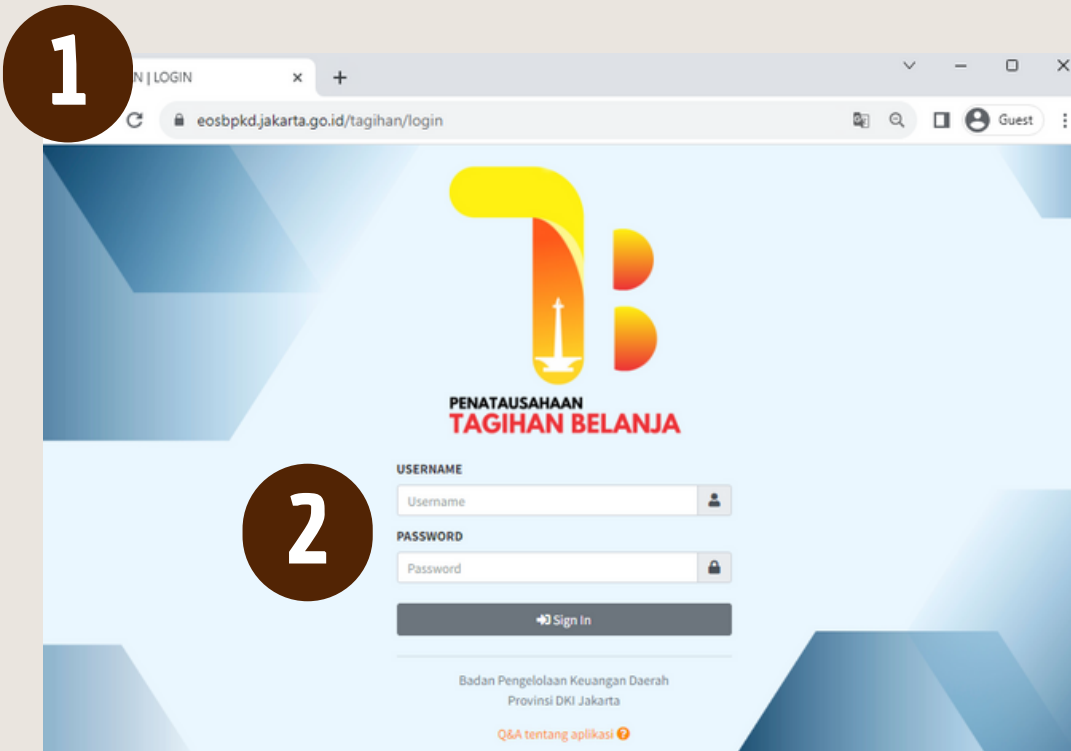 1
N | LOGIN
eosbpkd.jakarta.go.id/tagihan/login
Guest
PENATAUSAHAAN
TAGIHAN BELANJA
2
USERNAME
Username
PASSWORD
Password
Sign In
Badan Pengelolaan Keuangan Daerah
Provinsi DKI Jakarta
Q&A tentang aplikasi